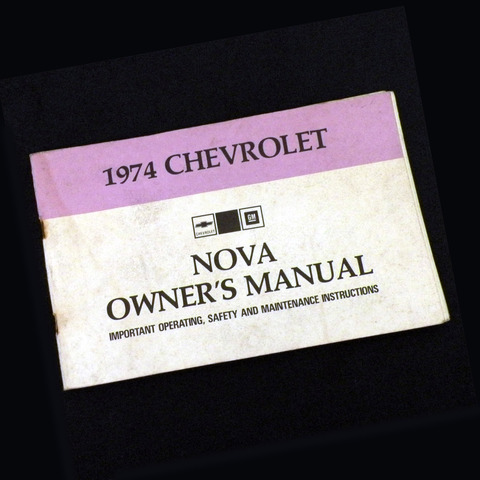 1974 CHEVROLET
CHEVROLET
GM
NOVA
OWNER'S MANUAL
IMPORTANT OPERATING, SAFETY AND MAINTENANCE INSTRUCTIONS